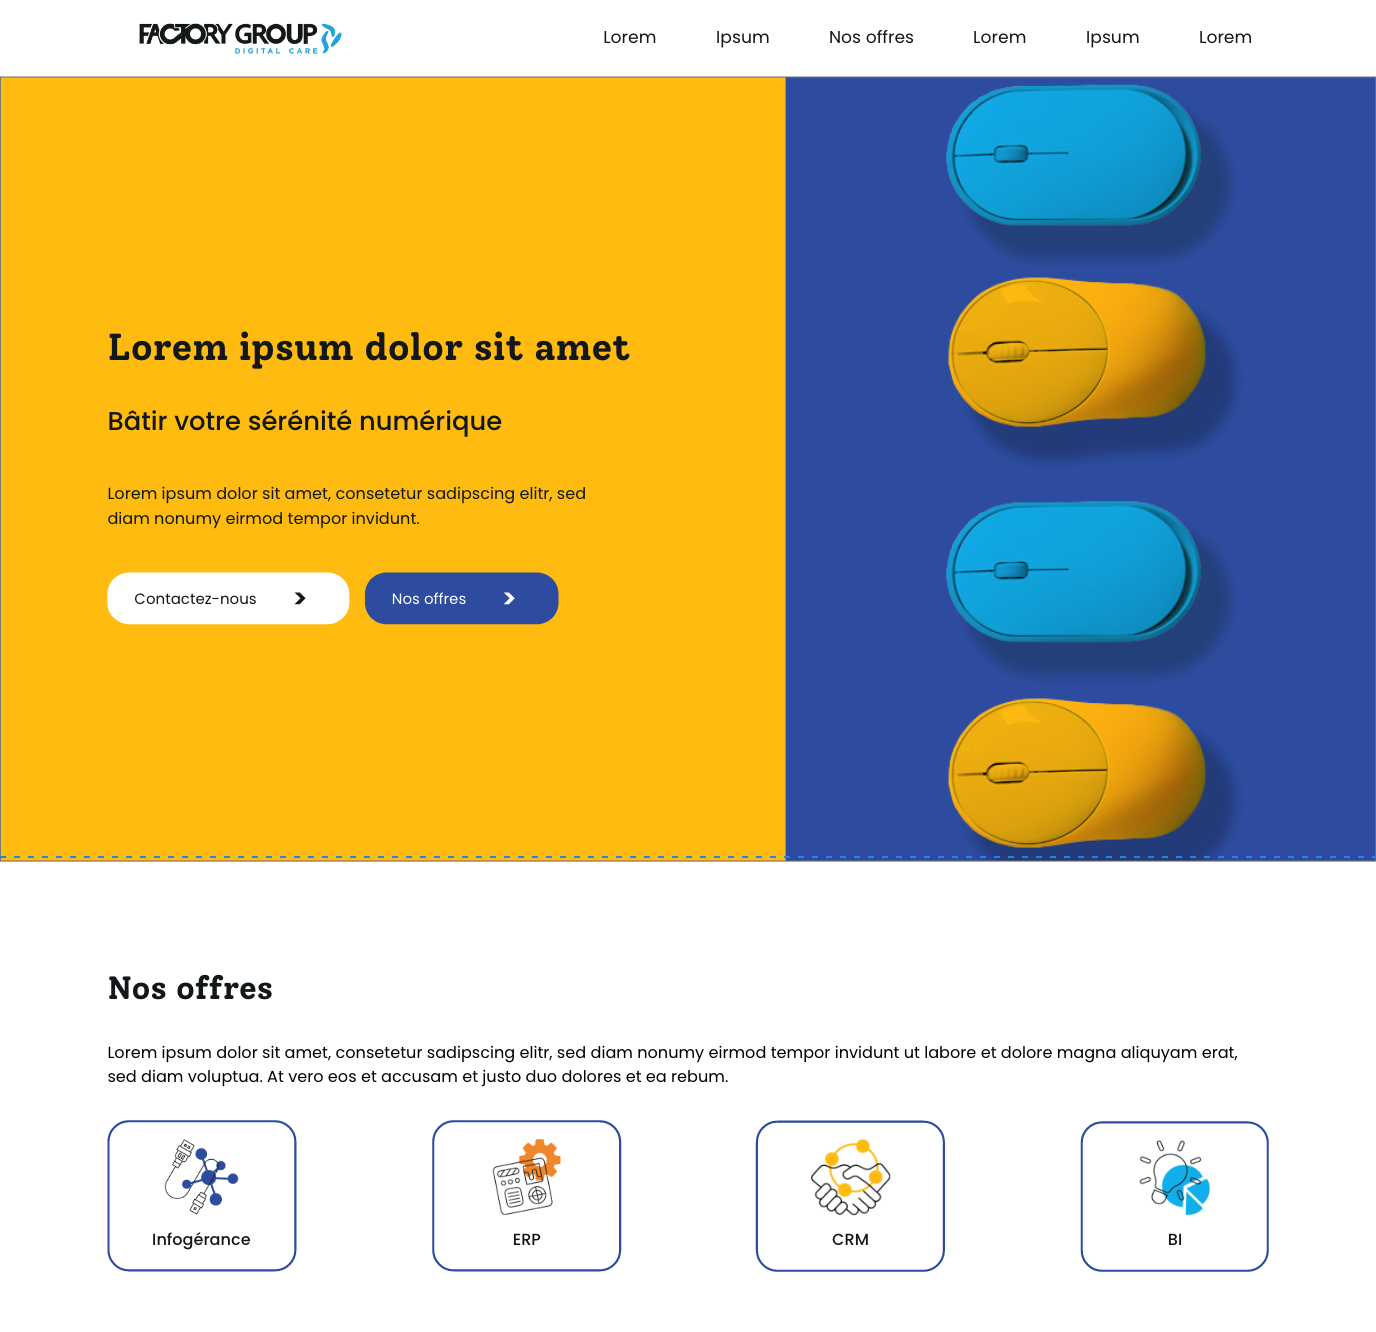 FACTORY GROUP
DIGITAL CARE
Lorem Ipsum Nos offres Lorem Ipsum Lorem
Lorem ipsum dolor sit amet
Bâtir votre sérénité numérique
Lorem ipsum dolor sit amet, consetetur sadipscing elitr, sed
diam nonumy eirmod tempor invidunt.
Contactez-nous Nos offres
Nos offres
Lorem ipsum dolor sit amet, consetetur sadipscing elitr, sed diam nonumy eirmod tempor invidunt ut labore et dolore magna aliquyam erat,
sed diam voluptua. At vero eos et accusam et justo duo dolores et ea rebum.
Infogérance ERP CRM BI